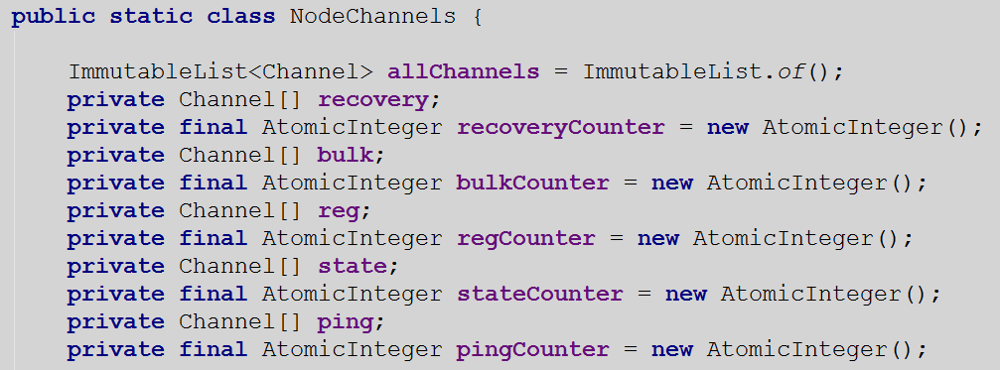 public static class NodeChannels {
ImmutableList<Channel> allChannels = ImmutableList.of();
private Channel[] recovery;
private final AtomicInteger recoveryCounter = new AtomicInteger();
private Channel[] bulk;
private final AtomicInteger bulkCounter = new AtomicInteger();
private Channel[] reg;
private final AtomicInteger regCounter = new AtomicInteger();
private Channel[] state;
private final AtomicInteger stateCounter = new AtomicInteger();
private Channel[] ping;
private final AtomicInteger pingCounter = new AtomicInteger();